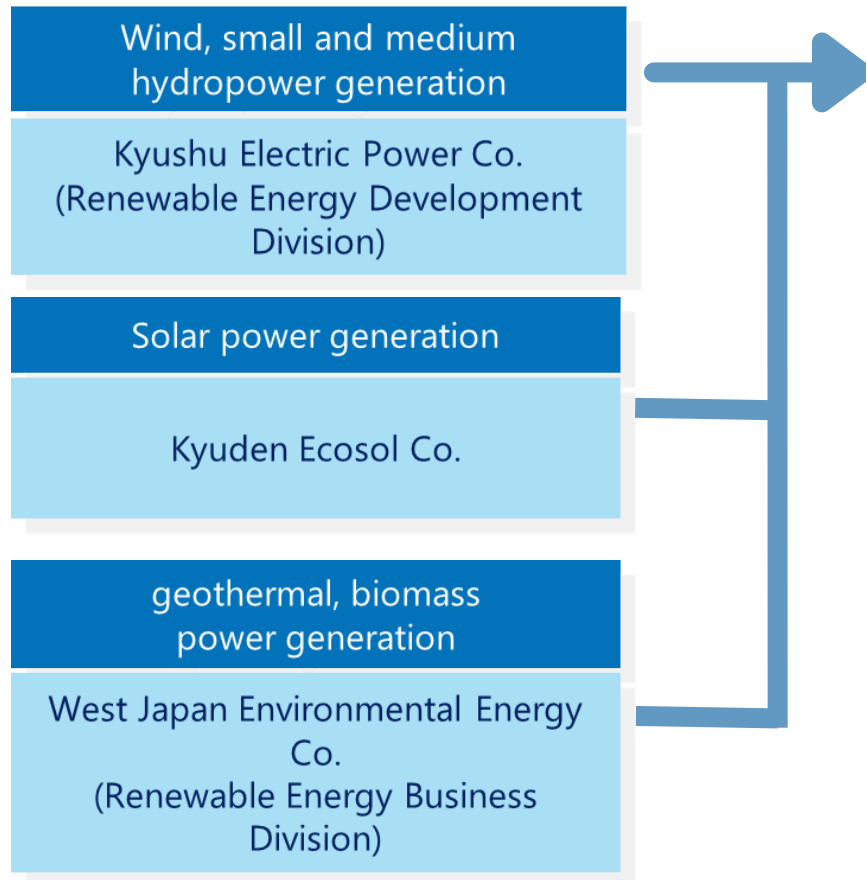 Wind, small and medium
hydropower generation
Kyushu Electric Power Co.
(Renewable Energy Development
Division)
Solar power generation
Kyuden Ecosol Co.
geothermal, biomass
power generation
West Japan Environmental Energy
Co.
(Renewable Energy Business
Division)